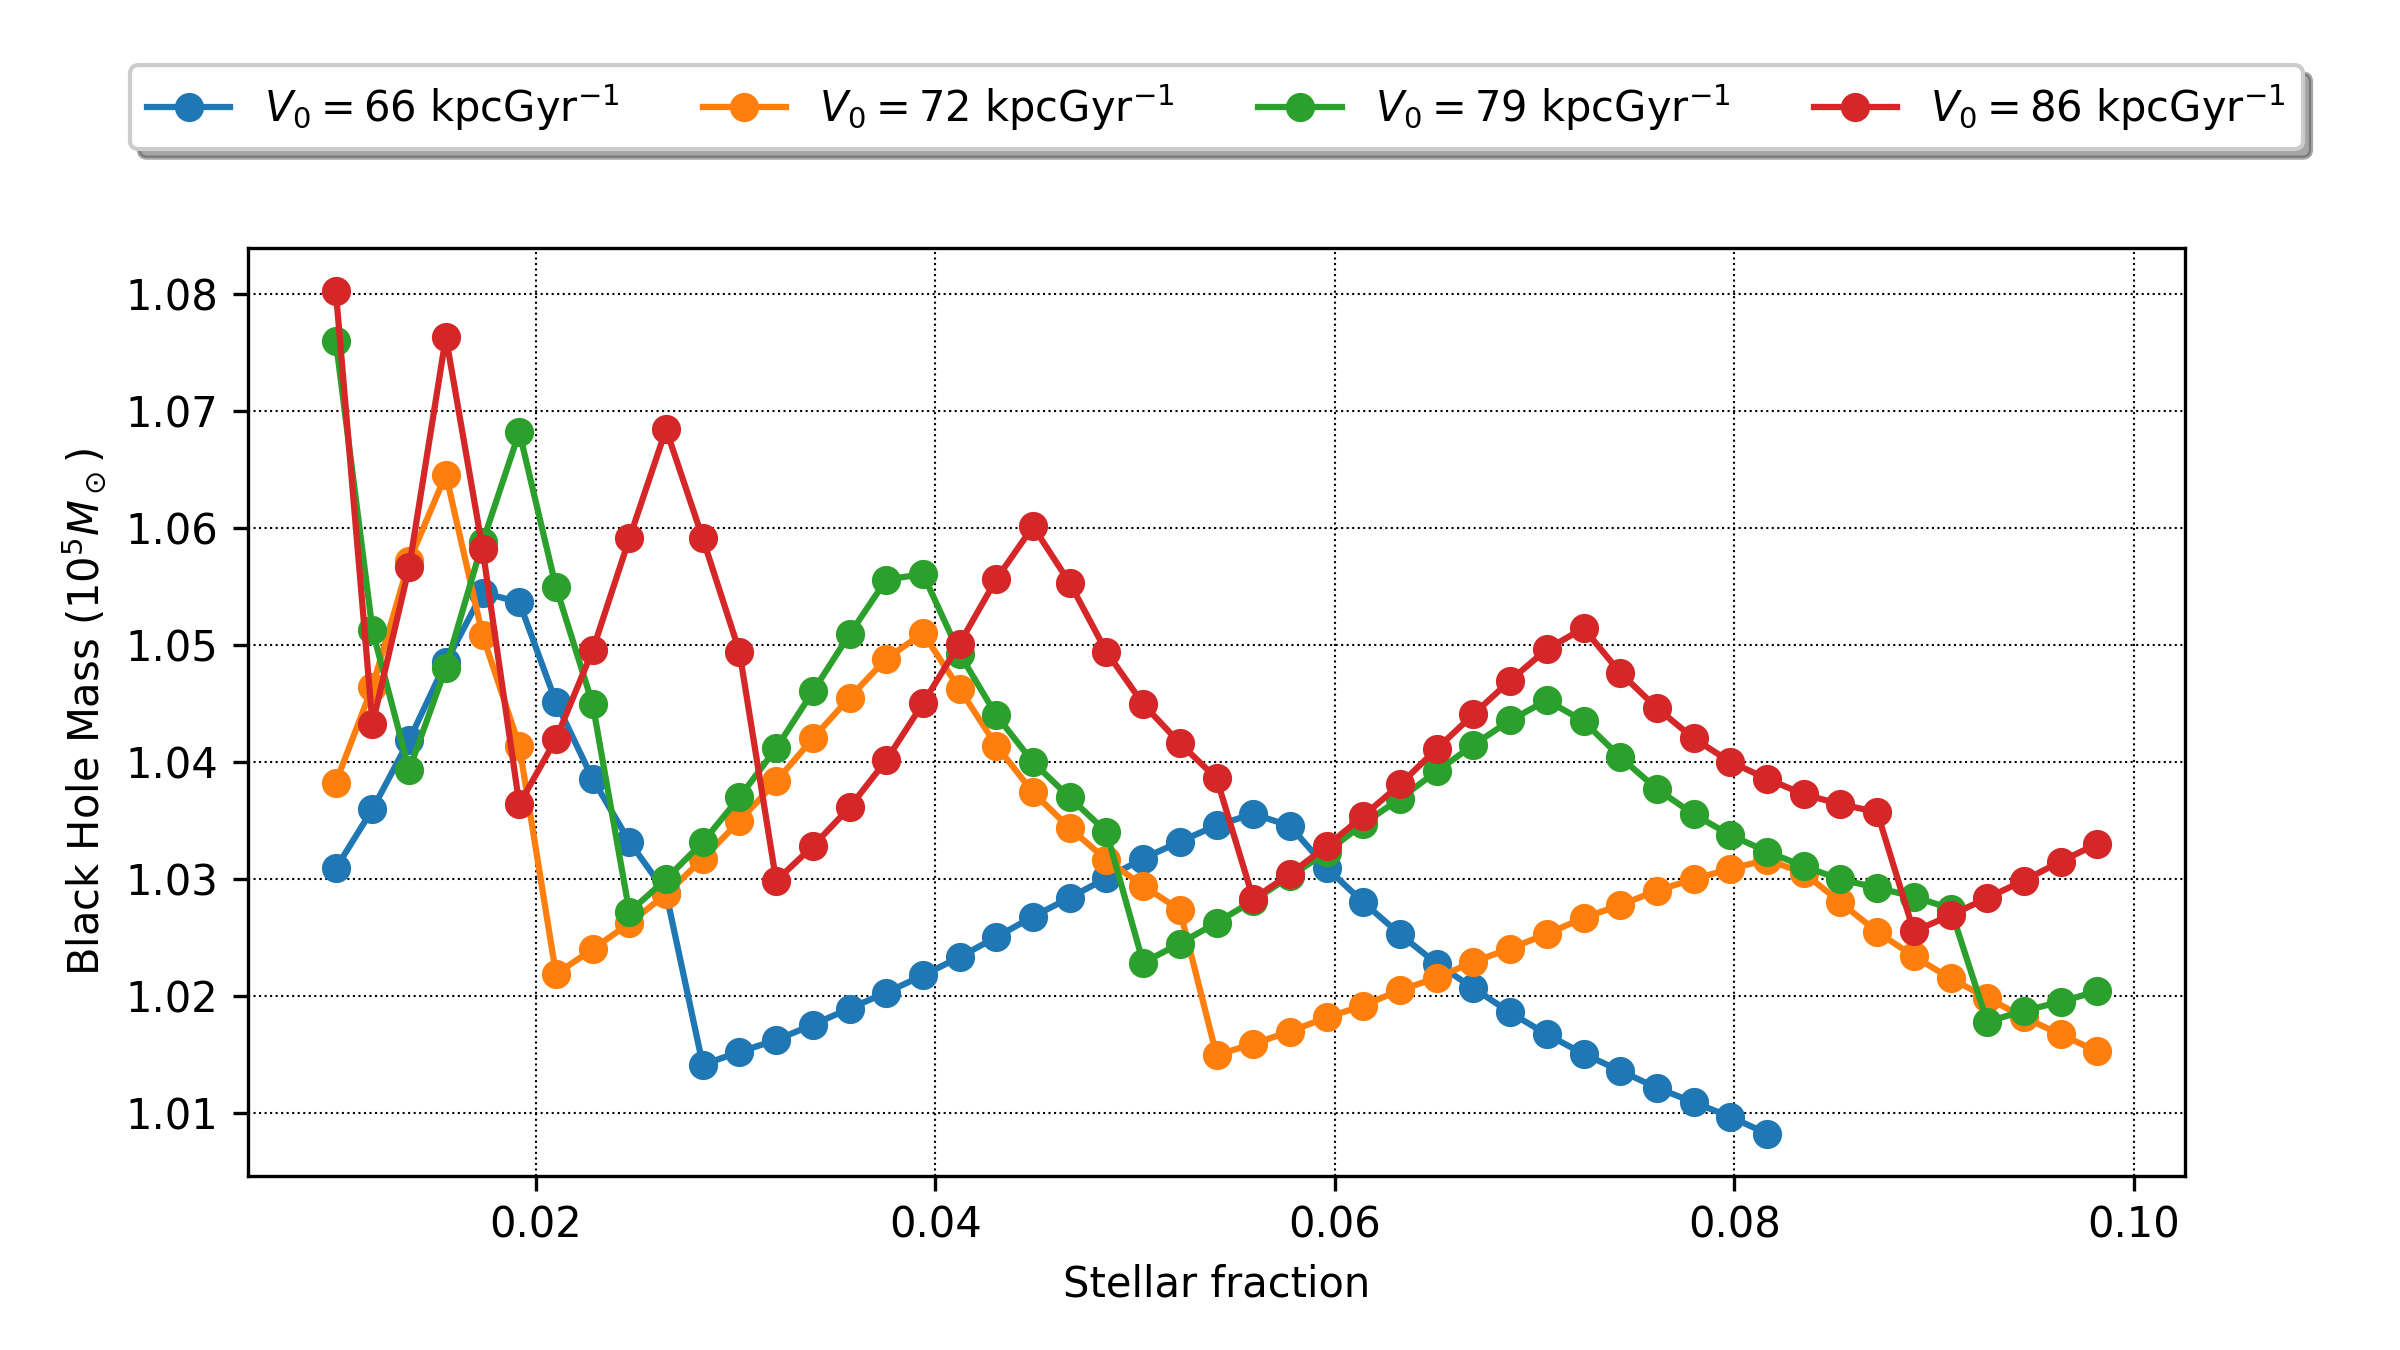 V₀ = 66 kpcGyr⁻¹ V₀ = 72 kpcGyr⁻¹ V₀ = 79 kpcGyr⁻¹ V₀ = 86 kpcGyr⁻¹
Black Hole Mass (10⁵M⊙)
1.08
1.07
1.06
1.05
1.04
1.03
1.02
1.01
0.02 0.04 0.06 0.08 0.10
Stellar fraction